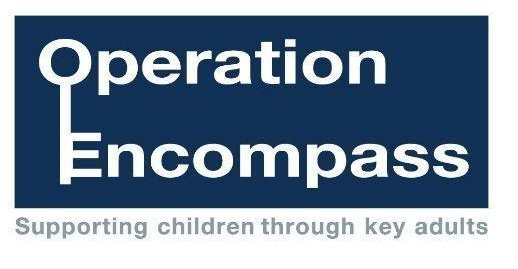 Operation
Encompass
Supporting children through key adults